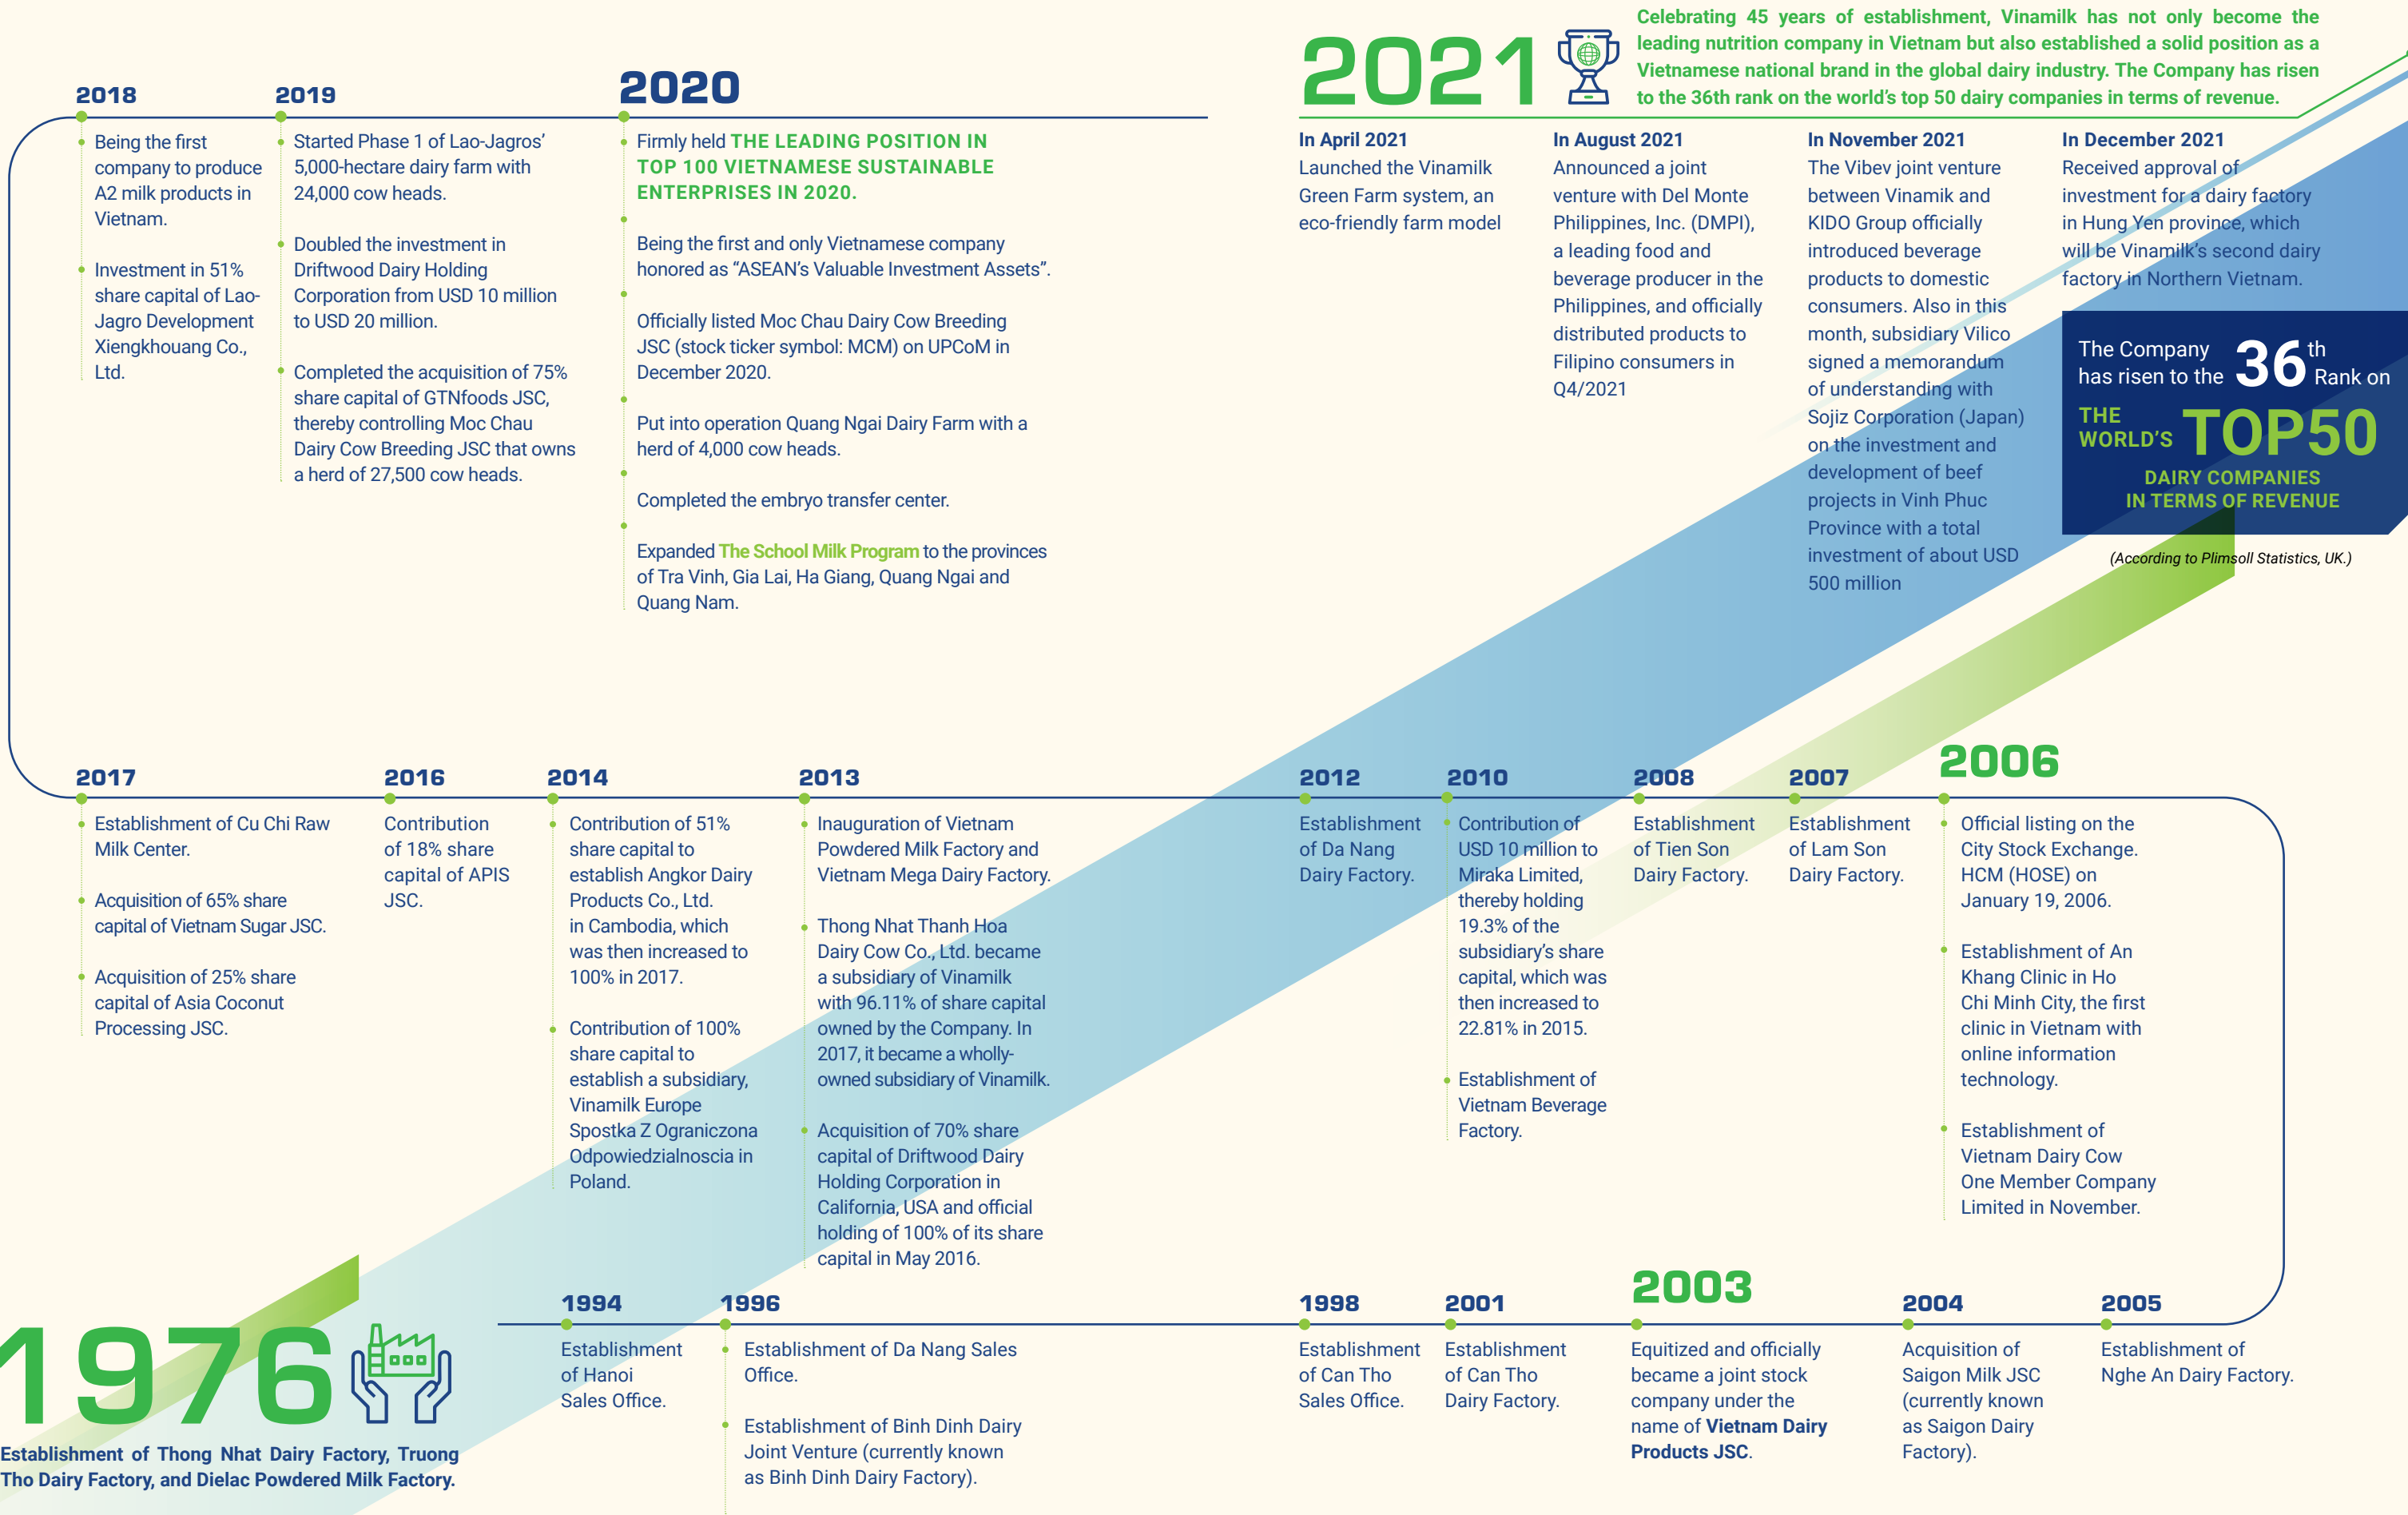 2018
Being the first
company to produce
A2 milk products in
Vietnam.
Investment in 51%
share capital of Lao-
Jagro Development
Xiengkhouang Co.,
Ltd.
2019
Started Phase 1 of Lao-Jagros’
5,000-hectare dairy farm with
24,000 cow heads.
Doubled the investment in
Driftwood Dairy Holding
Corporation from USD 10 million
to USD 20 million.
Completed the acquisition of 75%
share capital of GTNfoods JSC,
thereby controlling Moc Chau
Dairy Cow Breeding JSC that owns
a herd of 27,500 cow heads.
2020
Firmly held THE LEADING POSITION IN
TOP 100 VIETNAMESE SUSTAINABLE
ENTERPRISES IN 2020.
Being the first and only Vietnamese company
honored as “ASEAN’s Valuable Investment Assets”.
Officially listed Moc Chau Dairy Cow Breeding
JSC (stock ticker symbol: MCM) on UPCoM in
December 2020.
Put into operation Quang Ngai Dairy Farm with a
herd of 4,000 cow heads.
Completed the embryo transfer center.
Expanded The School Milk Program to the provinces
of Tra Vinh, Gia Lai, Ha Giang, Quang Ngai and
Quang Nam.
2021
Celebrating 45 years of establishment, Vinamilk has not only become the
leading nutrition company in Vietnam but also established a solid position as a
Vietnamese national brand in the global dairy industry. The Company has risen
to the 36th rank on the world’s top 50 dairy companies in terms of revenue.
In April 2021
Launched the Vinamilk
Green Farm system, an
eco-friendly farm model
In August 2021
Announced a joint
venture with Del Monte
Philippines, Inc. (DMPI),
a leading food and
beverage producer in the
Philippines, and officially
distributed products to
Filipino consumers in
Q4/2021
In November 2021
The Vibev joint venture
between Vinamik and
KIDO Group officially
introduced beverage
products to domestic
consumers. Also in this
month, subsidiary Vilico
signed a memorandum
of understanding with
Sojiz Corporation (Japan)
on the investment and
development of beef
projects in Vinh Phuc
Province with a total
investment of about USD
500 million
In December 2021
Received approval of
investment for a dairy factory
in Hung Yen province, which
will be Vinamilk’s second dairy
factory in Northern Vietnam.
The Company
has risen to the 36th Rank on
THE WORLD’S TOP50
DAIRY COMPANIES
IN TERMS OF REVENUE
(According to Plimsoll Statistics, UK.)
2017
Establishment of Cu Chi Raw
Milk Center.
Acquisition of 65% share
capital of Vietnam Sugar JSC.
Acquisition of 25% share
capital of Asia Coconut
Processing JSC.
2016
Contribution
of 18% share
capital of APIS
JSC.
2014
Contribution of 51%
share capital to
establish Angkor Dairy
Products Co., Ltd.
in Cambodia, which
was then increased to
100% in 2017.
Contribution of 100%
share capital to
establish a subsidiary,
Vinamilk Europe
Spostka Z Ograniczona
Odpowiedzialnoscia in
Poland.
2013
Inauguration of Vietnam
Powdered Milk Factory and
Vietnam Mega Dairy Factory.
Thong Nhat Thanh Hoa
Dairy Cow Co., Ltd. became
a subsidiary of Vinamilk
with 96.11% of share capital
owned by the Company. In
2017, it became a wholly-
owned subsidiary of Vinamilk.
Acquisition of 70% share
capital of Driftwood Dairy
Holding Corporation in
California, USA and official
holding of 100% of its share
capital in May 2016.
2012
Establishment
of Da Nang
Dairy Factory.
2010
Contribution of
USD 10 million to
Miraka Limited,
thereby holding
19.3% of the
subsidiary’s share
capital, which was
then increased to
22.81% in 2015.
Establishment of
Vietnam Beverage
Factory.
2008
Establishment
of Tien Son
Dairy Factory.
2007
Establishment
of Lam Son
Dairy Factory.
2006
Official listing on the
City Stock Exchange.
HCM (HOSE) on
January 19, 2006.
Establishment of An
Khang Clinic in Ho
Chi Minh City, the first
clinic in Vietnam with
online information
technology.
Establishment of
Vietnam Dairy Cow
One Member Company
Limited in November.
1976
Establishment of Thong Nhat Dairy Factory, Truong
Tho Dairy Factory, and Dielac Powdered Milk Factory.
1994
Establishment
of Hanoi
Sales Office.
1996
Establishment of Da Nang Sales
Office.
Establishment of Binh Dinh Dairy
Joint Venture (currently known
as Binh Dinh Dairy Factory).
1998
Establishment
of Can Tho
Sales Office.
2001
Establishment
of Can Tho
Dairy Factory.
2003
Equitized and officially
became a joint stock
company under the
name of Vietnam Dairy
Products JSC.
2004
Acquisition of
Saigon Milk JSC
(currently known
as Saigon Dairy
Factory).
2005
Establishment of
Nghe An Dairy Factory.